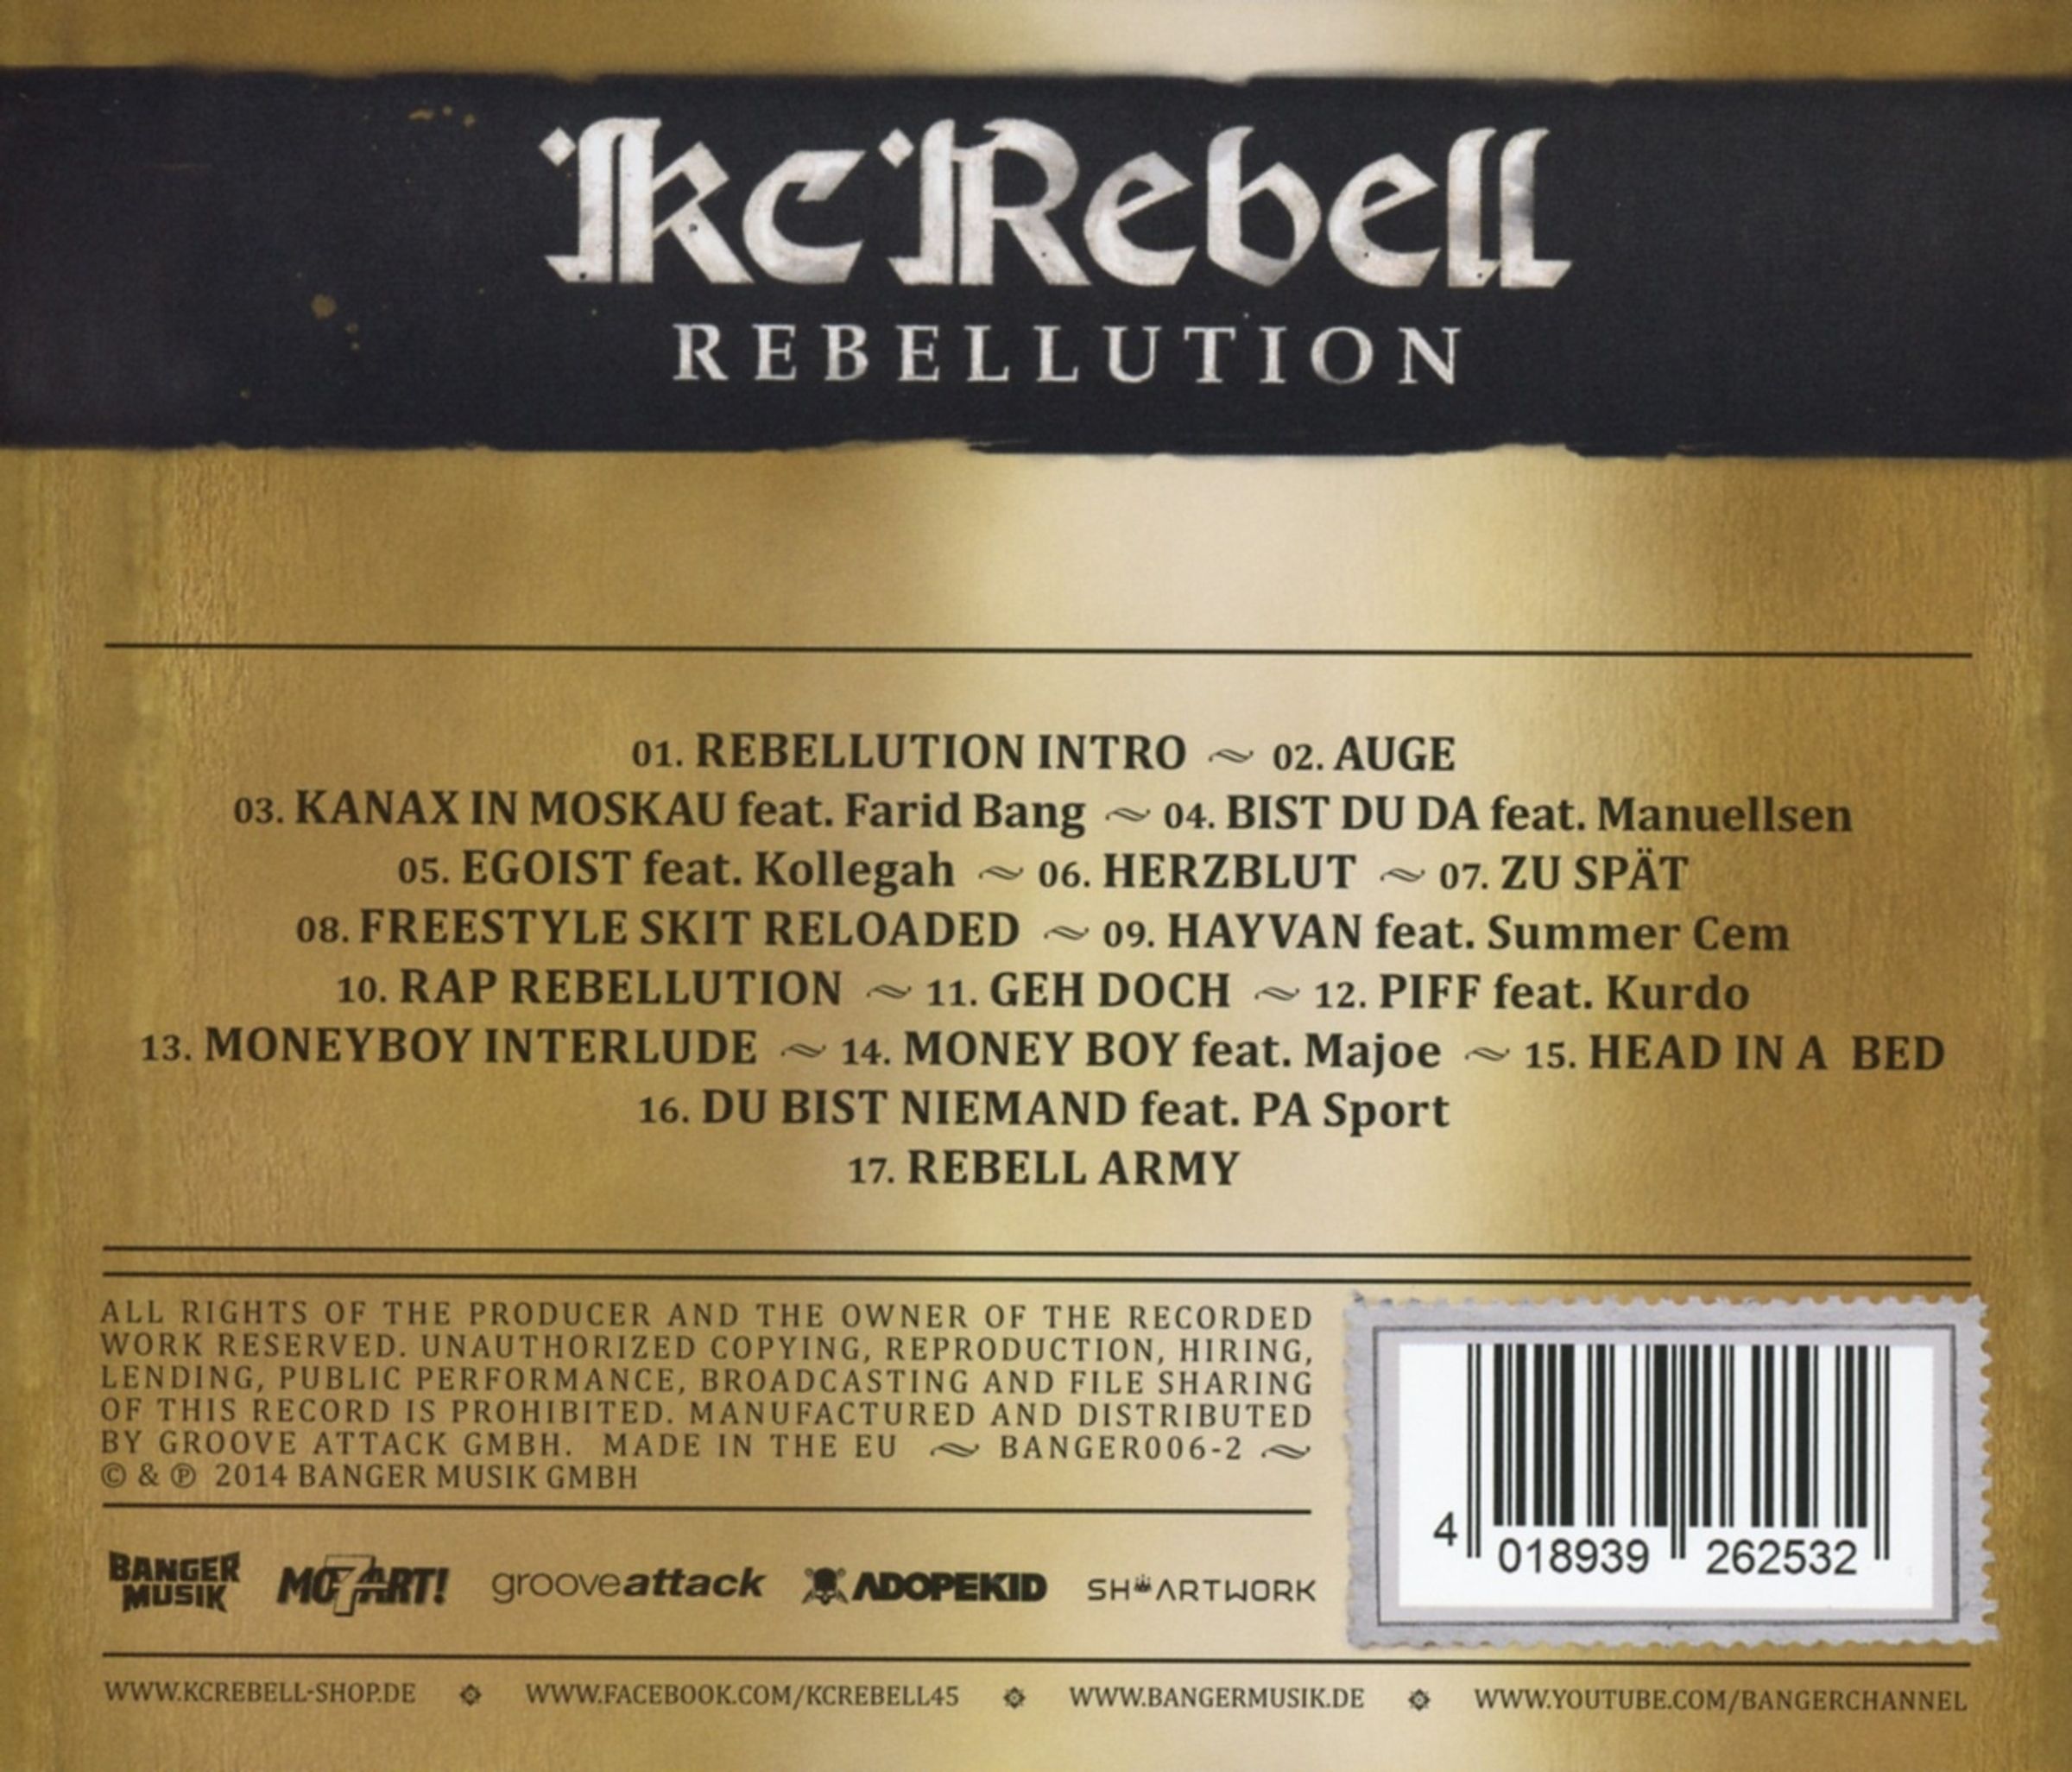 KC Rebell
REBELLUTION
01. REBELLUTION INTRO ~ 02. AUGE
03. KANAX IN MOSKAU feat. Farid Bang ~ 04. BIST DU DA feat. Manuellsen
05. EGOIST feat. Kollegah ~ 06. HERZBLUT ~ 07. ZU SPÄT
08. FREESTYLE SKIT RELOADED ~ 09. HAYVAN feat. Summer Cem
10. RAP REBELLUTION ~ 11. GEH DOCH ~ 12. PIFF feat. Kurdo
13. MONEYBOY INTERLUDE ~ 14. MONEY BOY feat. Majoe ~ 15. HEAD IN A BED
16. DU BIST NIEMAND feat. PA Sport
17. REBELL ARMY
ALL RIGHTS OF THE PRODUCER AND THE OWNER OF THE RECORDED
WORK RESERVED. UNAUTHORIZED COPYING, REPRODUCTION, HIRING,
LENDING, PUBLIC PERFORMANCE, BROADCASTING AND FILE SHARING
OF THIS RECORD IS PROHIBITED. MANUFACTURED AND DISTRIBUTED
BY GROOVE ATTACK GMBH. MADE IN THE EU ~ BANGER006-2 ~
© & ℗ 2014 BANGER MUSIK GMBH
4 018939 262532
BANGER MUSIK MO7ART! grooveattack ADOPEKID SH ARTWORK
WWW.KCREBELL-SHOP.DE WWW.FACEBOOK.COM/KCREBELL45 WWW.BANGERMUSIK.DE WWW.YOUTUBE.COM/BANGERCHANNEL